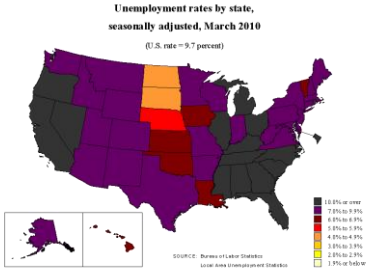 Unemployment rates by state,
seasonally adjusted, March 2010
(U.S. rate = 9.7 percent)
10.0% or over
7.0% to 9.9%
6.0% to 6.9%
5.0% to 5.9%
4.0% to 4.9%
3.0% to 3.9%
2.0% to 2.9%
1.9% or below
SOURCE: Bureau of Labor Statistics
Local Area Unemployment Statistics